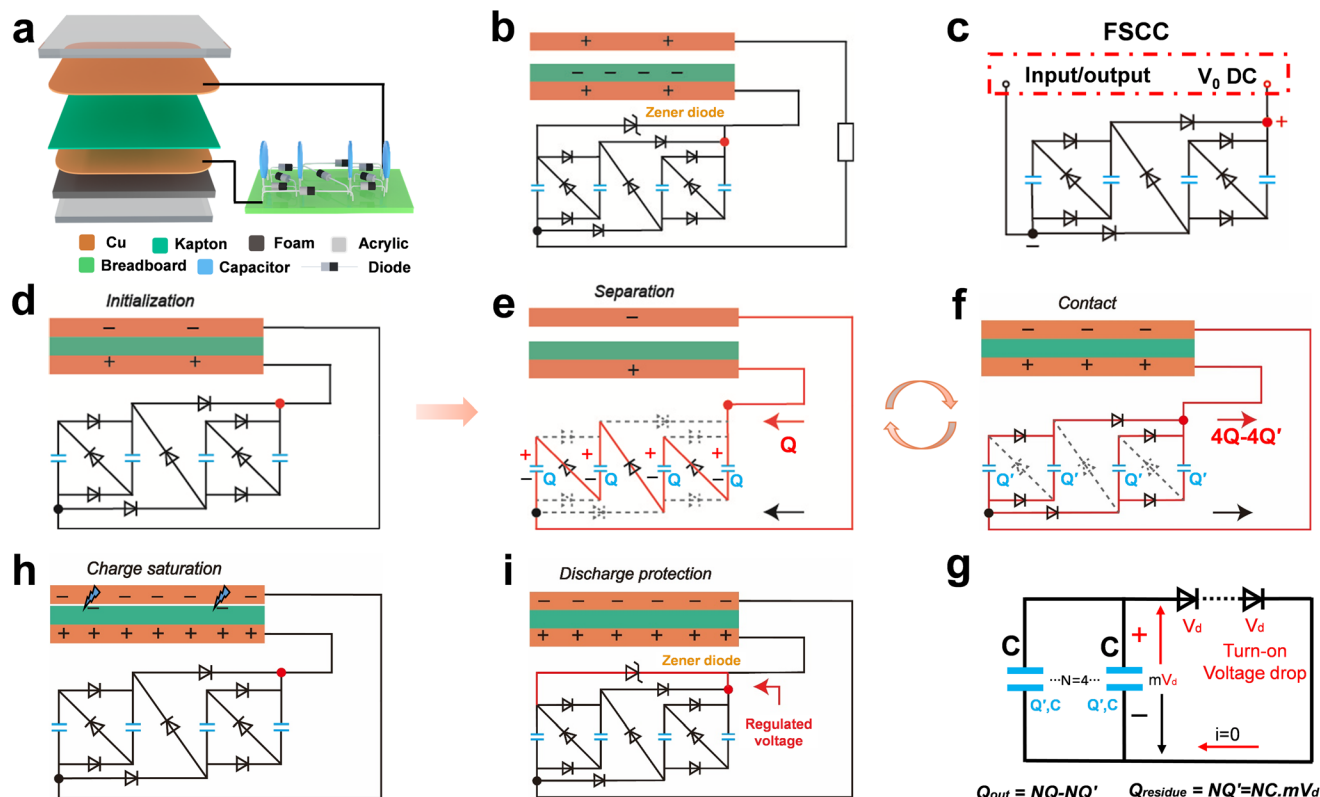 a
Cu
Kapton
Foam
Acrylic
Breadboard
Capacitor
Diode
b
+ +
− − − −
+ +
Zener diode
c
FSCC
Input/output
V₀ DC
+
−
d
Initialization
− −
+ +
e
Separation
−
+
Q
+ + + +
− − − −
Q Q Q Q
f
Contact
− − −
+ + +
4Q-4Q′
Q′ Q′ Q′ Q′
h
Charge saturation
− − − − − − −
− −
+ + + + + + +
i
Discharge protection
− − − − − −
+ + + + + +
Zener diode
Regulated
voltage
g
Vd Vd
C C
+
Turn-on
Voltage drop
···N=4···
mVd
Q′,C Q′,C
−
i=0
Qout = NQ-NQ′
Qresidue = NQ′=NC.mVd